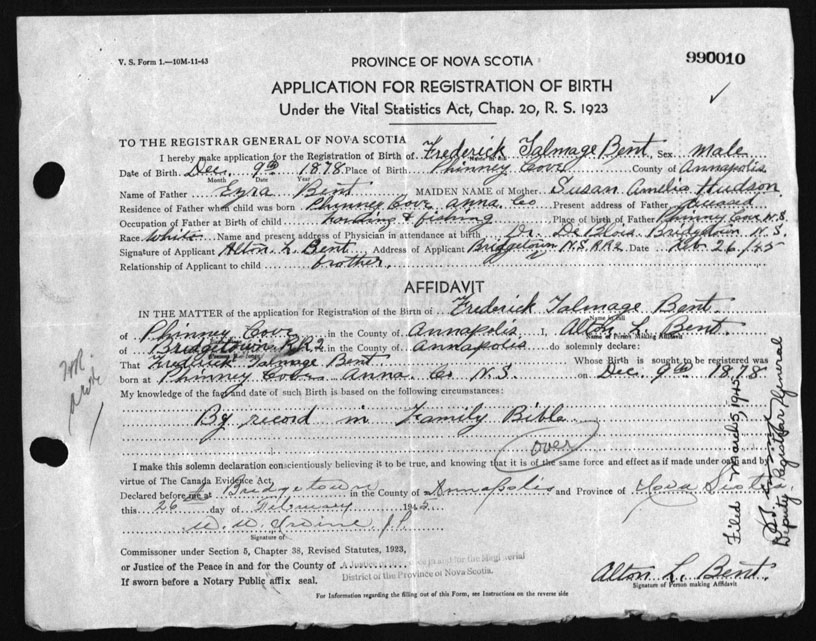 V. S. Form 1.—10M-11-43
PROVINCE OF NOVA SCOTIA
990010
APPLICATION FOR REGISTRATION OF BIRTH
Under the Vital Statistics Act, Chap. 20, R. S. 1923
TO THE REGISTRAR GENERAL OF NOVA SCOTIA
I hereby make application for the Registration of Birth of Frederick Talmage Bent Sex male
Date of Birth Dec. 9th 1878 Place of Birth Phinney Cove County of Annapolis
Month Date Year
Name of Father Ezra Bent MAIDEN NAME of Mother Susan Amelia Hudson
Residence of Father when child was born Phinney Cove Anna. Co Present address of Father Deceased
Occupation of Father at Birth of child & fishing Place of birth of Father Phinney Cove N.S.
Race White Name and present address of Physician in attendance at birth Dr. DeBlois Bridgetown N.S.
Signature of Applicant Alton L. Bent Address of Applicant Bridgetown N.S. RR2 Date Feb 26/45
Relationship of Applicant to child brother.
AFFIDAVIT
IN THE MATTER of the application for Registration of the Birth of Frederick Talmage Bent
Name in full
of Phinney Cove in the County of Annapolis I, Alton L. Bent
Name of Person Making Affidavit
of Bridgetown R.R.2 in the County of Annapolis do solemnly declare:
That Frederick Talmage Bent Whose Birth is sought to be registered was
born at Phinney Cove Anna. Co N.S. on Dec. 9th 1878
My knowledge of the fact and date of such Birth is based on the following circumstances:
By record in Family Bible
over
I make this solemn declaration conscientiously believing it to be true, and knowing that it is of the same force and effect as if made under oath and by
virtue of The Canada Evidence Act.
Declared before me at Bridgetown in the County of Annapolis and Province of Nova Scotia.
this 26th day of February 1945
W. W. Irvine J.P.
Signature of
Commissioner under Section 5, Chapter 38, Revised Statutes, 1923,
or Justice of the Peace in and for the County of
District of the Province of Nova Scotia.
If sworn before a Notary Public affix seal.
Alton L. Bent.
Signature of Person making Affidavit
For Information regarding the filling out of this Form, see Instructions on the reverse side
Filed March 5, 1945
Deputy Registrar General